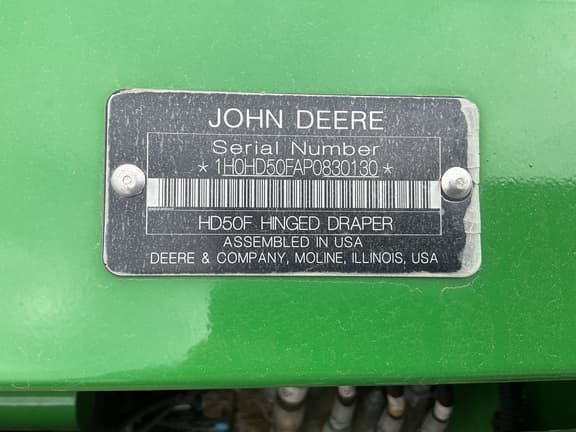 JOHN DEERE
Serial Number
*1H0HD50FAP0830130*
HD50F HINGED DRAPER
ASSEMBLED IN USA
DEERE & COMPANY, MOLINE, ILLINOIS, USA